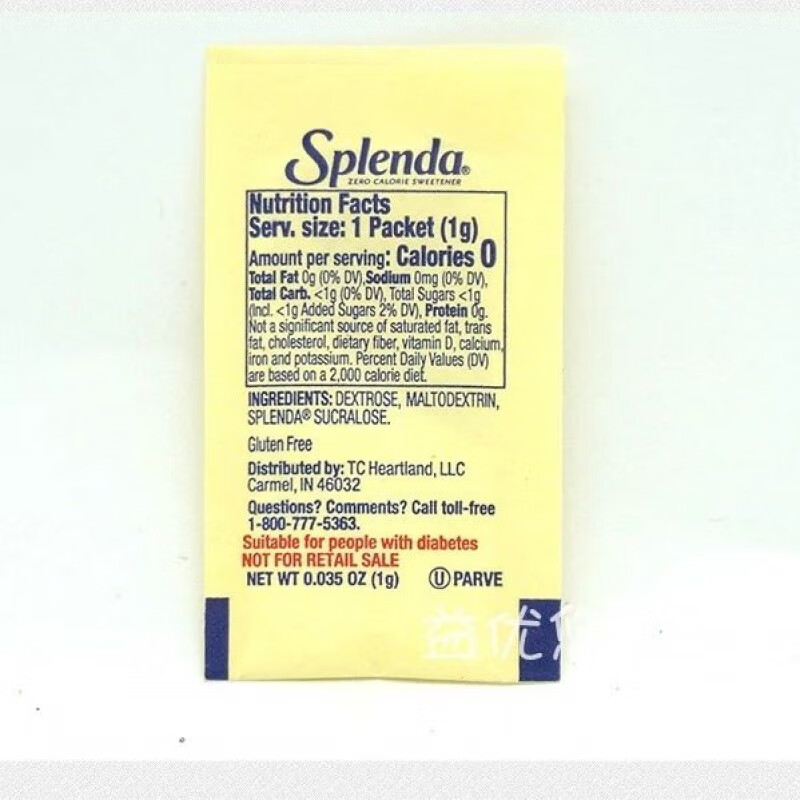 Splenda®
ZERO CALORIE SWEETENER
Nutrition Facts
Serv. size: 1 Packet (1g)
Amount per serving: Calories 0
Total Fat 0g (0% DV), Sodium 0mg (0% DV),
Total Carb. <1g (0% DV), Total Sugars <1g
(Incl. <1g Added Sugars 2% DV), Protein 0g.
Not a significant source of saturated fat, trans
fat, cholesterol, dietary fiber, vitamin D, calcium,
iron and potassium. Percent Daily Values (DV)
are based on a 2,000 calorie diet.
INGREDIENTS: DEXTROSE, MALTODEXTRIN,
SPLENDA® SUCRALOSE.
Gluten Free
Distributed by: TC Heartland, LLC
Carmel, IN 46032
Questions? Comments? Call toll-free
1-800-777-5363.
Suitable for people with diabetes
NOT FOR RETAIL SALE
NET WT 0.035 OZ (1g) Ⓤ PARVE
益优